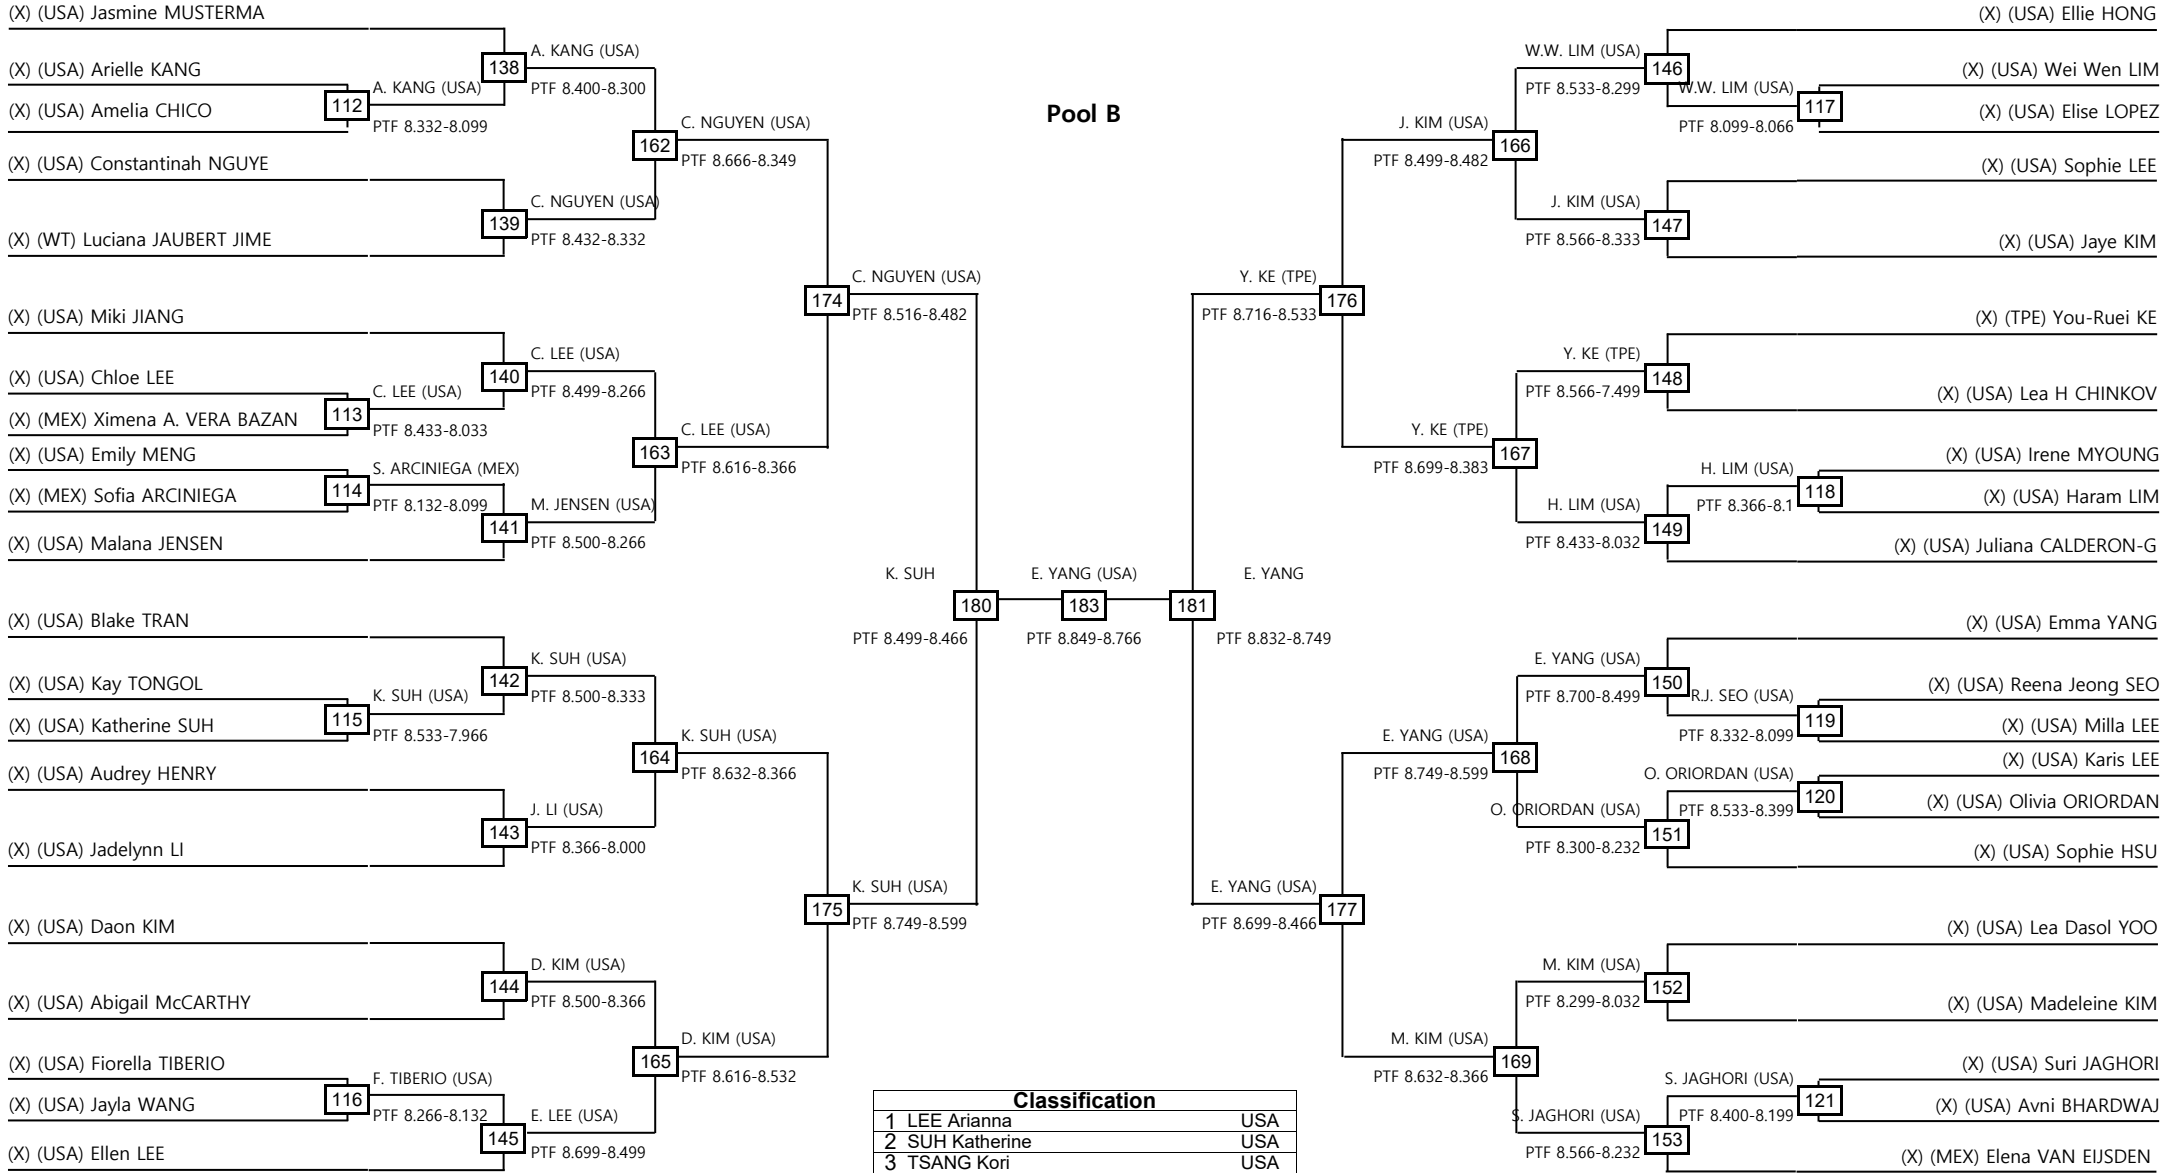 Pool B
(X) (USA) Jasmine MUSTERMA
(X) (USA) Arielle KANG
(X) (USA) Amelia CHICO
(X) (USA) Constantinah NGUYE
(X) (WT) Luciana JAUBERT JIME
(X) (USA) Miki JIANG
(X) (USA) Chloe LEE
(X) (MEX) Ximena A. VERA BAZAN
(X) (USA) Emily MENG
(X) (MEX) Sofia ARCINIEGA
(X) (USA) Malana JENSEN
(X) (USA) Blake TRAN
(X) (USA) Kay TONGOL
(X) (USA) Katherine SUH
(X) (USA) Audrey HENRY
(X) (USA) Jadelynn LI
(X) (USA) Daon KIM
(X) (USA) Abigail McCARTHY
(X) (USA) Fiorella TIBERIO
(X) (USA) Jayla WANG
(X) (USA) Ellen LEE
112
A. KANG (USA)
PTF 8.332-8.099
113
C. LEE (USA)
PTF 8.433-8.033
114
S. ARCINIEGA (MEX)
PTF 8.132-8.099
115
K. SUH (USA)
PTF 8.533-7.966
116
F. TIBERIO (USA)
PTF 8.266-8.132
138
A. KANG (USA)
PTF 8.400-8.300
139
C. NGUYEN (USA)
PTF 8.432-8.332
140
C. LEE (USA)
PTF 8.499-8.266
141
M. JENSEN (USA)
PTF 8.500-8.266
142
K. SUH (USA)
PTF 8.500-8.333
143
J. LI (USA)
PTF 8.366-8.000
144
D. KIM (USA)
PTF 8.500-8.366
145
E. LEE (USA)
PTF 8.699-8.499
162
C. NGUYEN (USA)
PTF 8.666-8.349
163
C. LEE (USA)
PTF 8.616-8.366
164
K. SUH (USA)
PTF 8.632-8.366
165
D. KIM (USA)
PTF 8.616-8.532
174
C. NGUYEN (USA)
PTF 8.516-8.482
175
K. SUH (USA)
PTF 8.749-8.599
K. SUH
180
PTF 8.499-8.466
E. YANG (USA)
183
PTF 8.849-8.766
E. YANG
181
PTF 8.832-8.749
Y. KE (TPE)
176
PTF 8.716-8.533
E. YANG (USA)
177
PTF 8.699-8.466
J. KIM (USA)
166
PTF 8.499-8.482
Y. KE (TPE)
167
PTF 8.699-8.383
E. YANG (USA)
168
PTF 8.749-8.599
M. KIM (USA)
169
PTF 8.632-8.366
W.W. LIM (USA)
146
PTF 8.533-8.299
J. KIM (USA)
147
PTF 8.566-8.333
Y. KE (TPE)
148
PTF 8.566-7.499
H. LIM (USA)
149
PTF 8.433-8.032
E. YANG (USA)
150
PTF 8.700-8.499
O. ORIORDAN (USA)
151
PTF 8.300-8.232
M. KIM (USA)
152
PTF 8.299-8.032
S. JAGHORI (USA)
153
PTF 8.566-8.232
W.W. LIM (USA)
117
PTF 8.099-8.066
H. LIM (USA)
118
PTF 8.366-8.1
R.J. SEO (USA)
119
PTF 8.332-8.099
O. ORIORDAN (USA)
120
PTF 8.533-8.399
S. JAGHORI (USA)
121
PTF 8.400-8.199
(X) (USA) Ellie HONG
(X) (USA) Wei Wen LIM
(X) (USA) Elise LOPEZ
(X) (USA) Sophie LEE
(X) (USA) Jaye KIM
(X) (TPE) You-Ruei KE
(X) (USA) Lea H CHINKOV
(X) (USA) Irene MYOUNG
(X) (USA) Haram LIM
(X) (USA) Juliana CALDERON-G
(X) (USA) Emma YANG
(X) (USA) Reena Jeong SEO
(X) (USA) Milla LEE
(X) (USA) Karis LEE
(X) (USA) Olivia ORIORDAN
(X) (USA) Sophie HSU
(X) (USA) Lea Dasol YOO
(X) (USA) Madeleine KIM
(X) (USA) Suri JAGHORI
(X) (USA) Avni BHARDWAJ
(X) (MEX) Elena VAN EIJSDEN
Classification
1 LEE Arianna USA
2 SUH Katherine USA
3 TSANG Kori USA